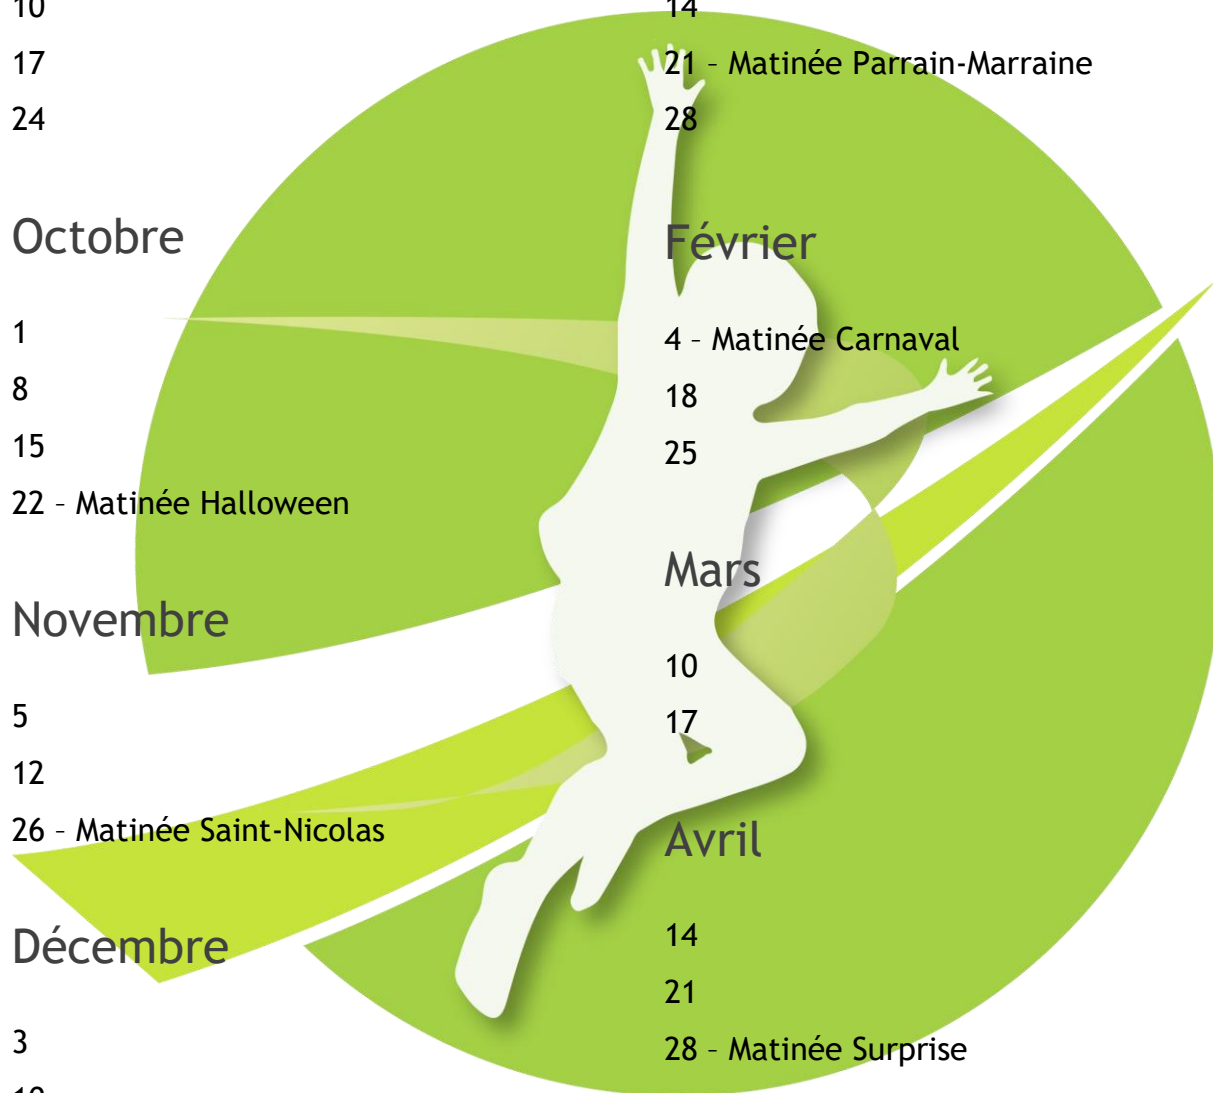 10
17
24
Octobre
1
8
15
22 – Matinée Halloween
Novembre
5
12
26 – Matinée Saint-Nicolas
Décembre
3
14
21 – Matinée Parrain-Marraine
28
Février
4 – Matinée Carnaval
18
25
Mars
10
17
Avril
14
21
28 – Matinée Surprise